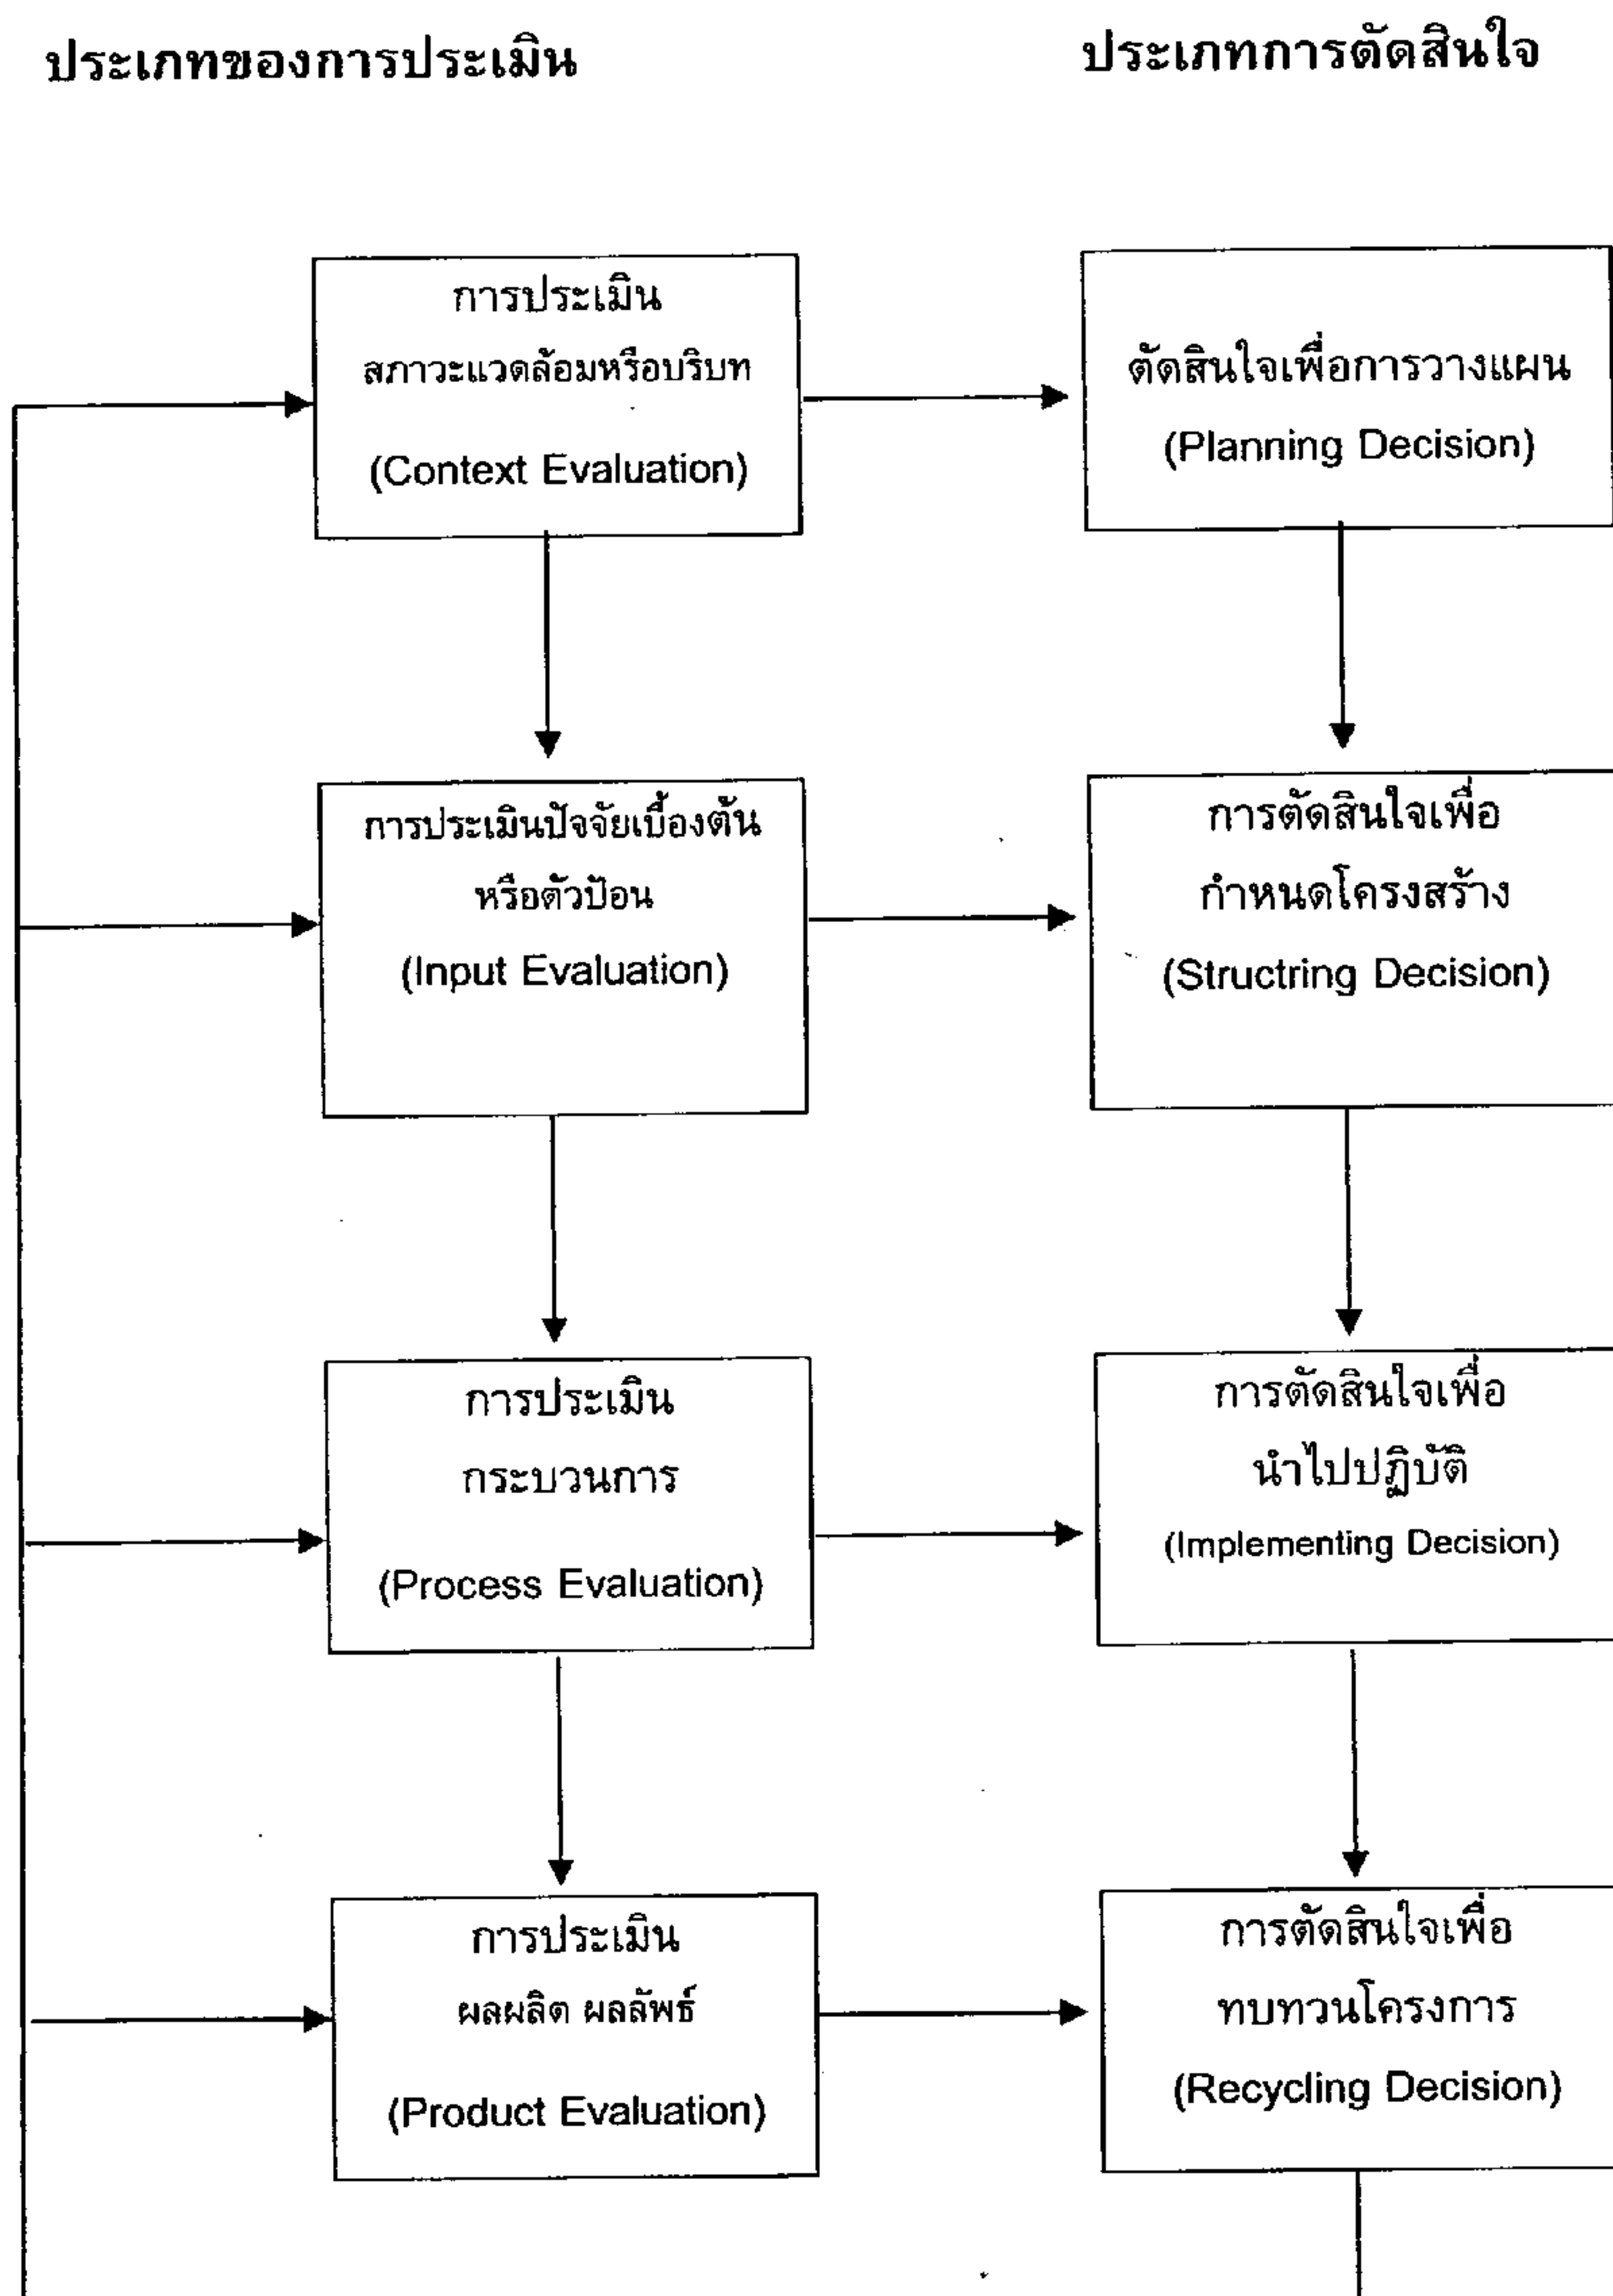 ประเภทของการประเมิน
ประเภทการตัดสินใจ
การประเมิน
สภาวะแวดล้อมหรือบริบท
(Context Evaluation)
ตัดสินใจเพื่อการวางแผน
(Planning Decision)
การประเมินปัจจัยเบื้องต้น
หรือตัวป้อน
(Input Evaluation)
การตัดสินใจเพื่อ
กำหนดโครงสร้าง
(Structring Decision)
การประเมิน
กระบวนการ
(Process Evaluation)
การตัดสินใจเพื่อ
นำไปปฏิบัติ
(Implementing Decision)
การประเมิน
ผลผลิต ผลลัพธ์
(Product Evaluation)
การตัดสินใจเพื่อ
ทบทวนโครงการ
(Recycling Decision)